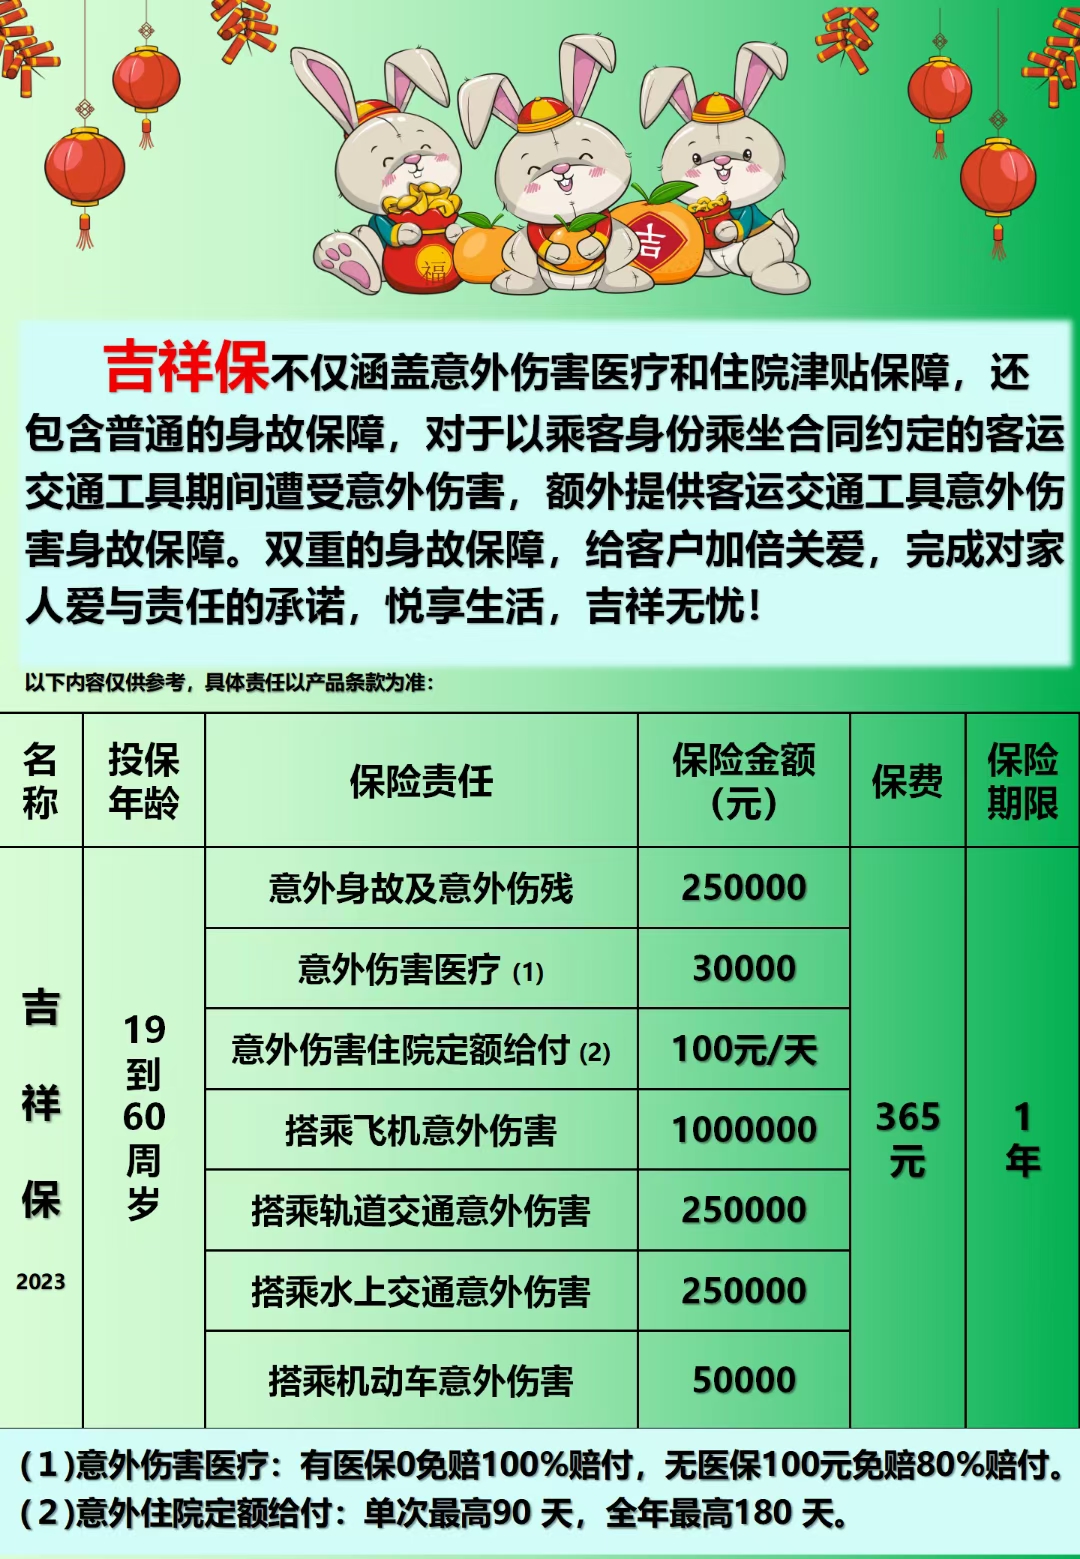 福
吉
吉祥保不仅涵盖意外伤害医疗和住院津贴保障，还
包含普通的身故保障，对于以乘客身份乘坐合同约定的客运
交通工具期间遭受意外伤害，额外提供客运交通工具意外伤
害身故保障。双重的身故保障，给客户加倍关爱，完成对家
人爱与责任的承诺，悦享生活，吉祥无忧！
以下内容仅供参考，具体责任以产品条款为准：
名称 投保年龄 保险责任 保险金额（元） 保费 保险期限
吉祥保2023 19到60周岁 365元 1年
意外身故及意外伤残 250000
意外伤害医疗 (1) 30000
意外伤害住院定额给付 (2) 100元/天
搭乘飞机意外伤害 1000000
搭乘轨道交通意外伤害 250000
搭乘水上交通意外伤害 250000
搭乘机动车意外伤害 50000
(1)意外伤害医疗：有医保0免赔100%赔付，无医保100元免赔80%赔付。
(2)意外住院定额给付：单次最高90 天，全年最高180 天。